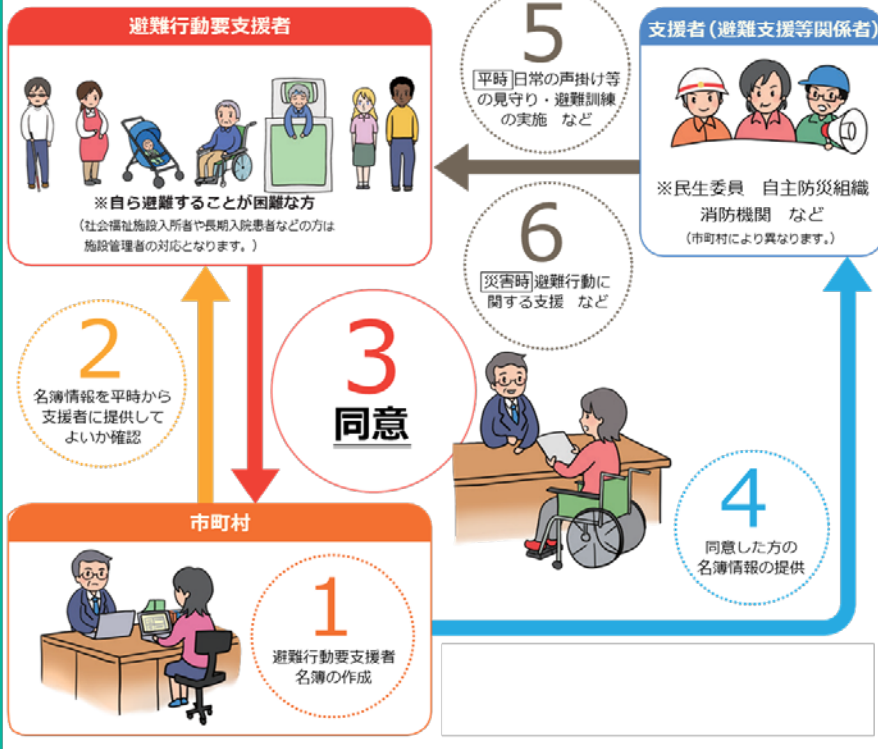 避難行動要支援者
※自ら避難することが困難な方
(社会福祉施設入所者や長期入院患者などの方は
施設管理者の対応となります。)
5
平時 日常の声掛け等
の見守り・避難訓練
の実施 など
支援者(避難支援等関係者)
※民生委員 自主防災組織
消防機関 など
(市町村により異なります。)
6
災害時 避難行動に
関する支援 など
2
名簿情報を平時から
支援者に提供して
よいか確認
3
同意
4
同意した方の
名簿情報の提供
市町村
1
避難行動要支援者
名簿の作成